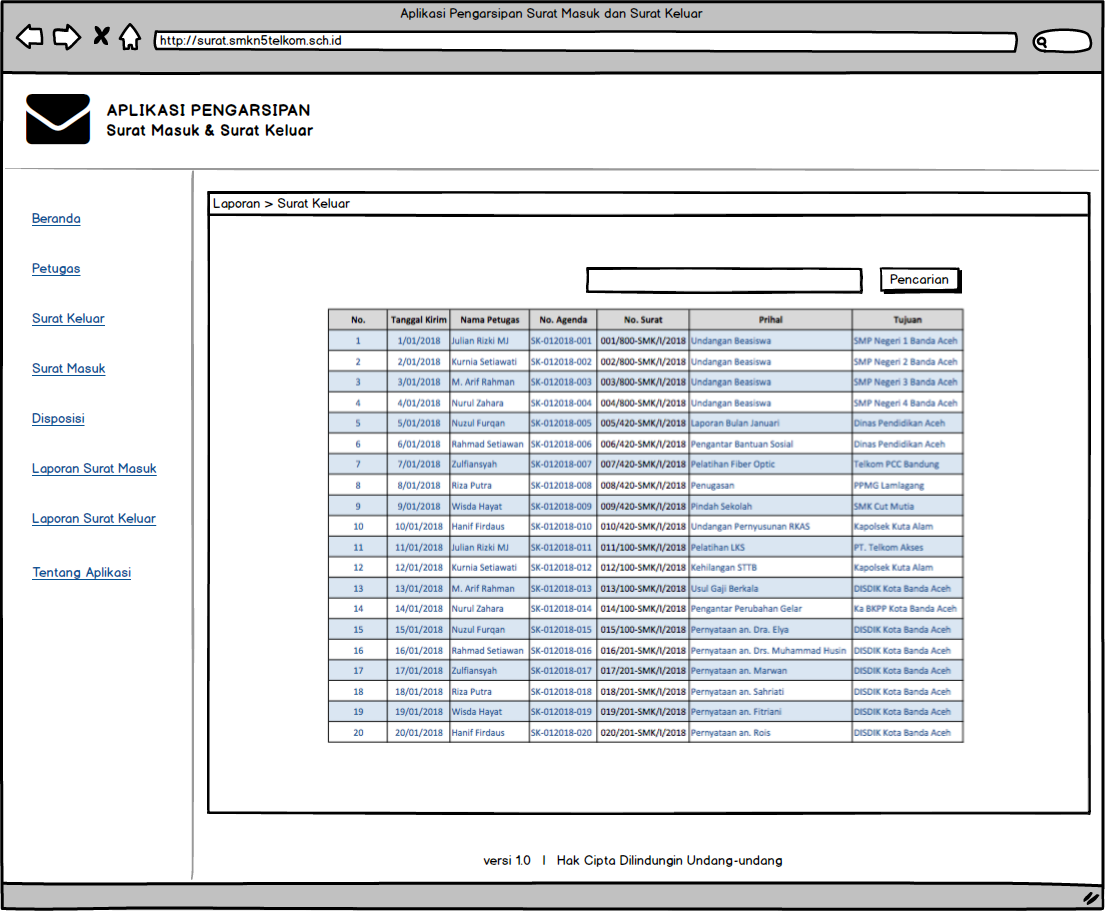 Aplikasi Pengarsipan Surat Masuk dan Surat Keluar
http://surat.smkn5telkom.sch.id
APLIKASI PENGARSIPAN
Surat Masuk & Surat Keluar
Beranda
Petugas
Surat Keluar
Surat Masuk
Disposisi
Laporan Surat Masuk
Laporan Surat Keluar
Tentang Aplikasi
Laporan > Surat Keluar
Pencarian
No. Tanggal Kirim Nama Petugas No. Agenda No. Surat Prihal Tujuan
1 1/01/2018 Julian Rizki MJ SK-012018-001 001/800-SMK/I/2018 Undangan Beasiswa SMP Negeri 1 Banda Aceh
2 2/01/2018 Kurnia Setiawati SK-012018-002 002/800-SMK/I/2018 Undangan Beasiswa SMP Negeri 2 Banda Aceh
3 3/01/2018 M. Arif Rahman SK-012018-003 003/800-SMK/I/2018 Undangan Beasiswa SMP Negeri 3 Banda Aceh
4 4/01/2018 Nurul Zahara SK-012018-004 004/800-SMK/I/2018 Undangan Beasiswa SMP Negeri 4 Banda Aceh
5 5/01/2018 Nuzul Furqan SK-012018-005 005/420-SMK/I/2018 Laporan Bulan Januari Dinas Pendidikan Aceh
6 6/01/2018 Rahmad Setiawan SK-012018-006 006/420-SMK/I/2018 Pengantar Bantuan Sosial Dinas Pendidikan Aceh
7 7/01/2018 Zulfiansyah SK-012018-007 007/420-SMK/I/2018 Pelatihan Fiber Optic Telkom PCC Bandung
8 8/01/2018 Riza Putra SK-012018-008 008/420-SMK/I/2018 Penugasan PPMG Lamlagang
9 9/01/2018 Wisda Hayat SK-012018-009 009/420-SMK/I/2018 Pindah Sekolah SMK Cut Mutia
10 10/01/2018 Hanif Firdaus SK-012018-010 010/420-SMK/I/2018 Undangan Pernyusunan RKAS Kapolsek Kuta Alam
11 11/01/2018 Julian Rizki MJ SK-012018-011 011/100-SMK/I/2018 Pelatihan LKS PT. Telkom Akses
12 12/01/2018 Kurnia Setiawati SK-012018-012 012/100-SMK/I/2018 Kehilangan STTB Kapolsek Kuta Alam
13 13/01/2018 M. Arif Rahman SK-012018-013 013/100-SMK/I/2018 Usul Gaji Berkala DISDIK Kota Banda Aceh
14 14/01/2018 Nurul Zahara SK-012018-014 014/100-SMK/I/2018 Pengantar Perubahan Gelar Ka BKPP Kota Banda Aceh
15 15/01/2018 Nuzul Furqan SK-012018-015 015/100-SMK/I/2018 Pernyataan an. Dra. Elya DISDIK Kota Banda Aceh
16 16/01/2018 Rahmad Setiawan SK-012018-016 016/201-SMK/I/2018 Pernyataan an. Drs. Muhammad Husin DISDIK Kota Banda Aceh
17 17/01/2018 Zulfiansyah SK-012018-017 017/201-SMK/I/2018 Pernyataan an. Marwan DISDIK Kota Banda Aceh
18 18/01/2018 Riza Putra SK-012018-018 018/201-SMK/I/2018 Pernyataan an. Sahriati DISDIK Kota Banda Aceh
19 19/01/2018 Wisda Hayat SK-012018-019 019/201-SMK/I/2018 Pernyataan an. Fitriani DISDIK Kota Banda Aceh
20 20/01/2018 Hanif Firdaus SK-012018-020 020/201-SMK/I/2018 Pernyataan an. Rois DISDIK Kota Banda Aceh
versi 1.0 | Hak Cipta Dilindungin Undang-undang